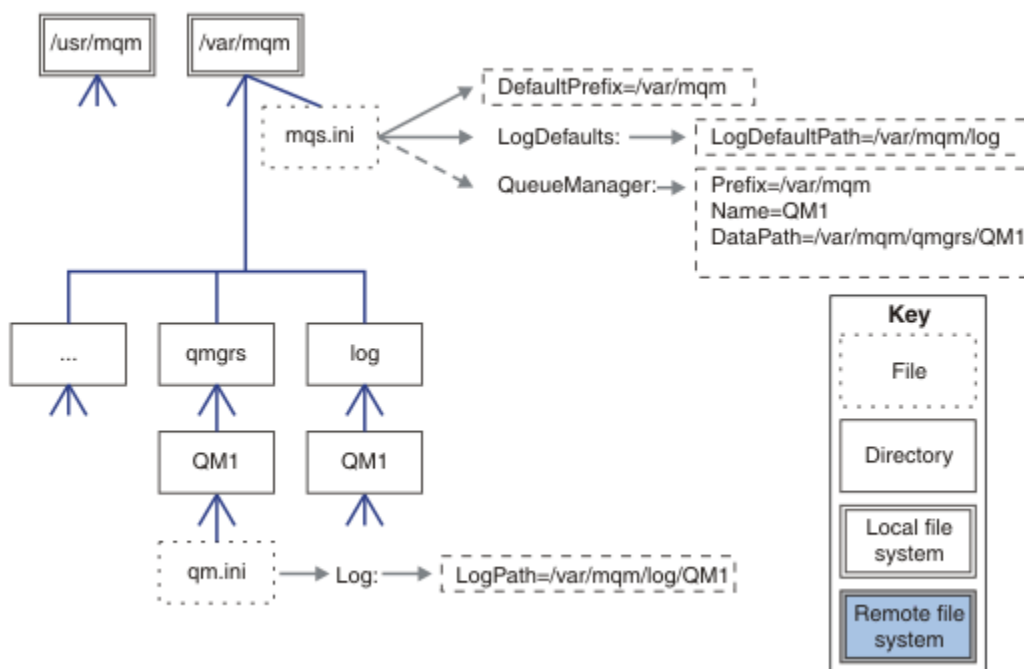 /usr/mqm
/var/mqm
mqs.ini
DefaultPrefix=/var/mqm
LogDefaults:
LogDefaultPath=/var/mqm/log
QueueManager:
Prefix=/var/mqm
Name=QM1
DataPath=/var/mqm/qmgrs/QM1
...
qmgrs
log
QM1
QM1
qm.ini
Log:
LogPath=/var/mqm/log/QM1
Key
File
Directory
Local file
system
Remote file
system